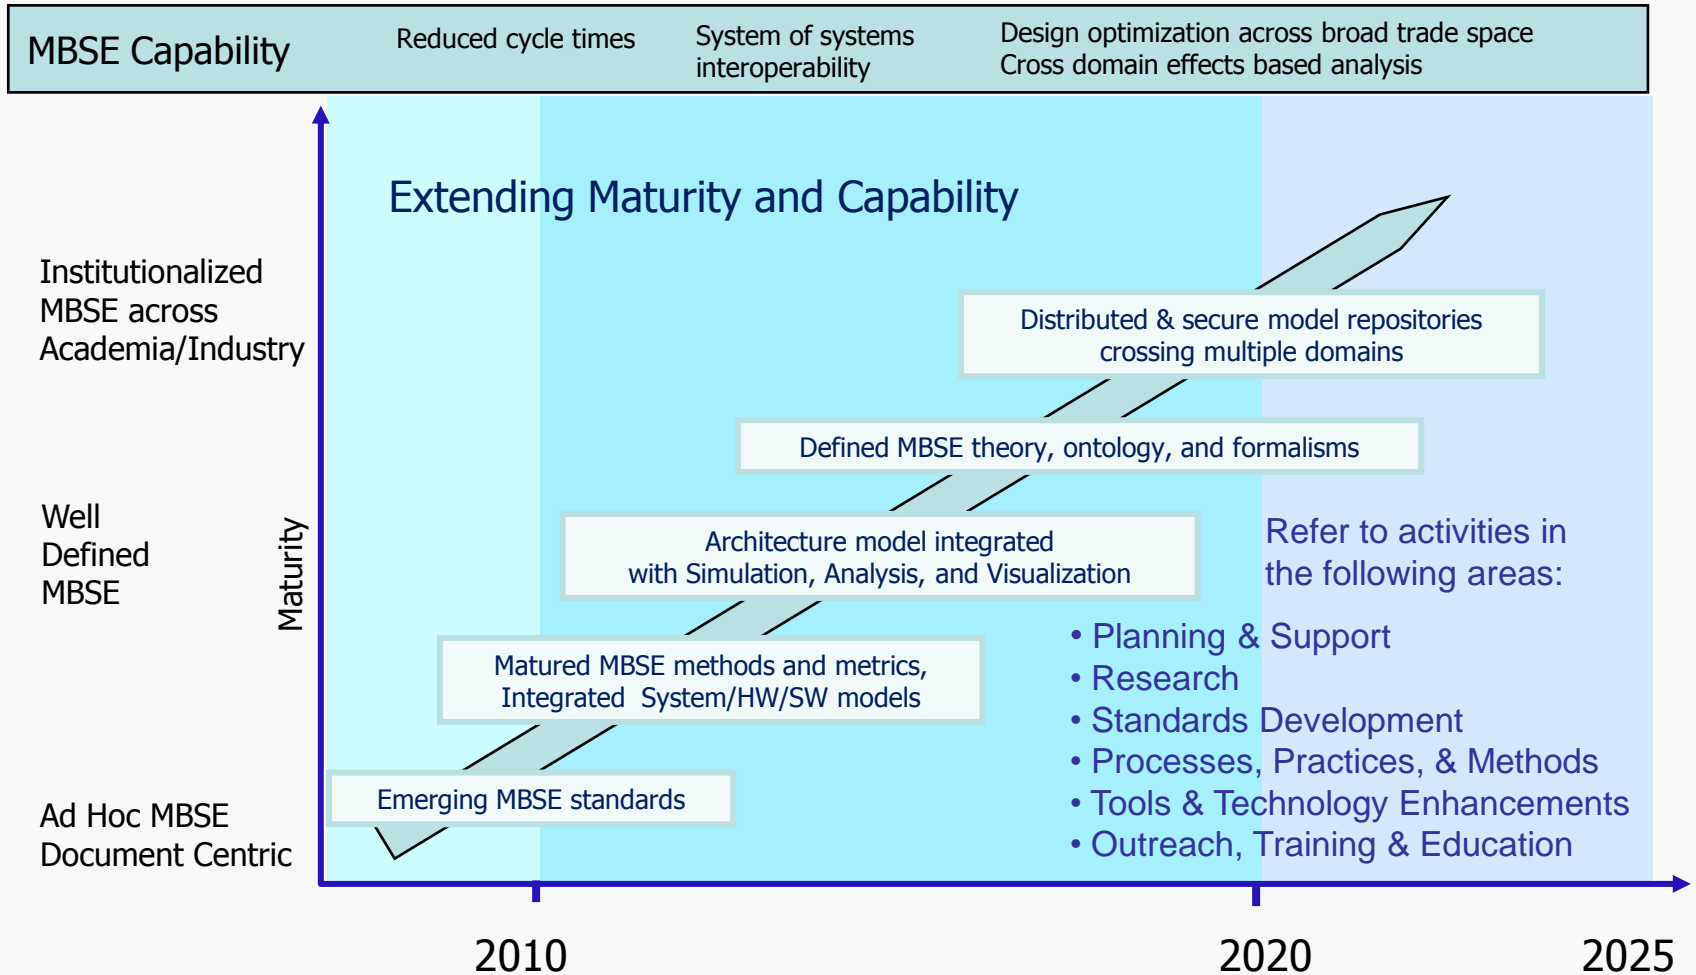 MBSE Capability
Reduced cycle times
System of systems
interoperability
Design optimization across broad trade space
Cross domain effects based analysis
Extending Maturity and Capability
Institutionalized
MBSE across
Academia/Industry
Well
Defined
MBSE
Ad Hoc MBSE
Document Centric
Maturity
Distributed & secure model repositories
crossing multiple domains
Defined MBSE theory, ontology, and formalisms
Architecture model integrated
with Simulation, Analysis, and Visualization
Matured MBSE methods and metrics,
Integrated System/HW/SW models
Emerging MBSE standards
Refer to activities in
the following areas:
• Planning & Support
• Research
• Standards Development
• Processes, Practices, & Methods
• Tools & Technology Enhancements
• Outreach, Training & Education
2010
2020
2025